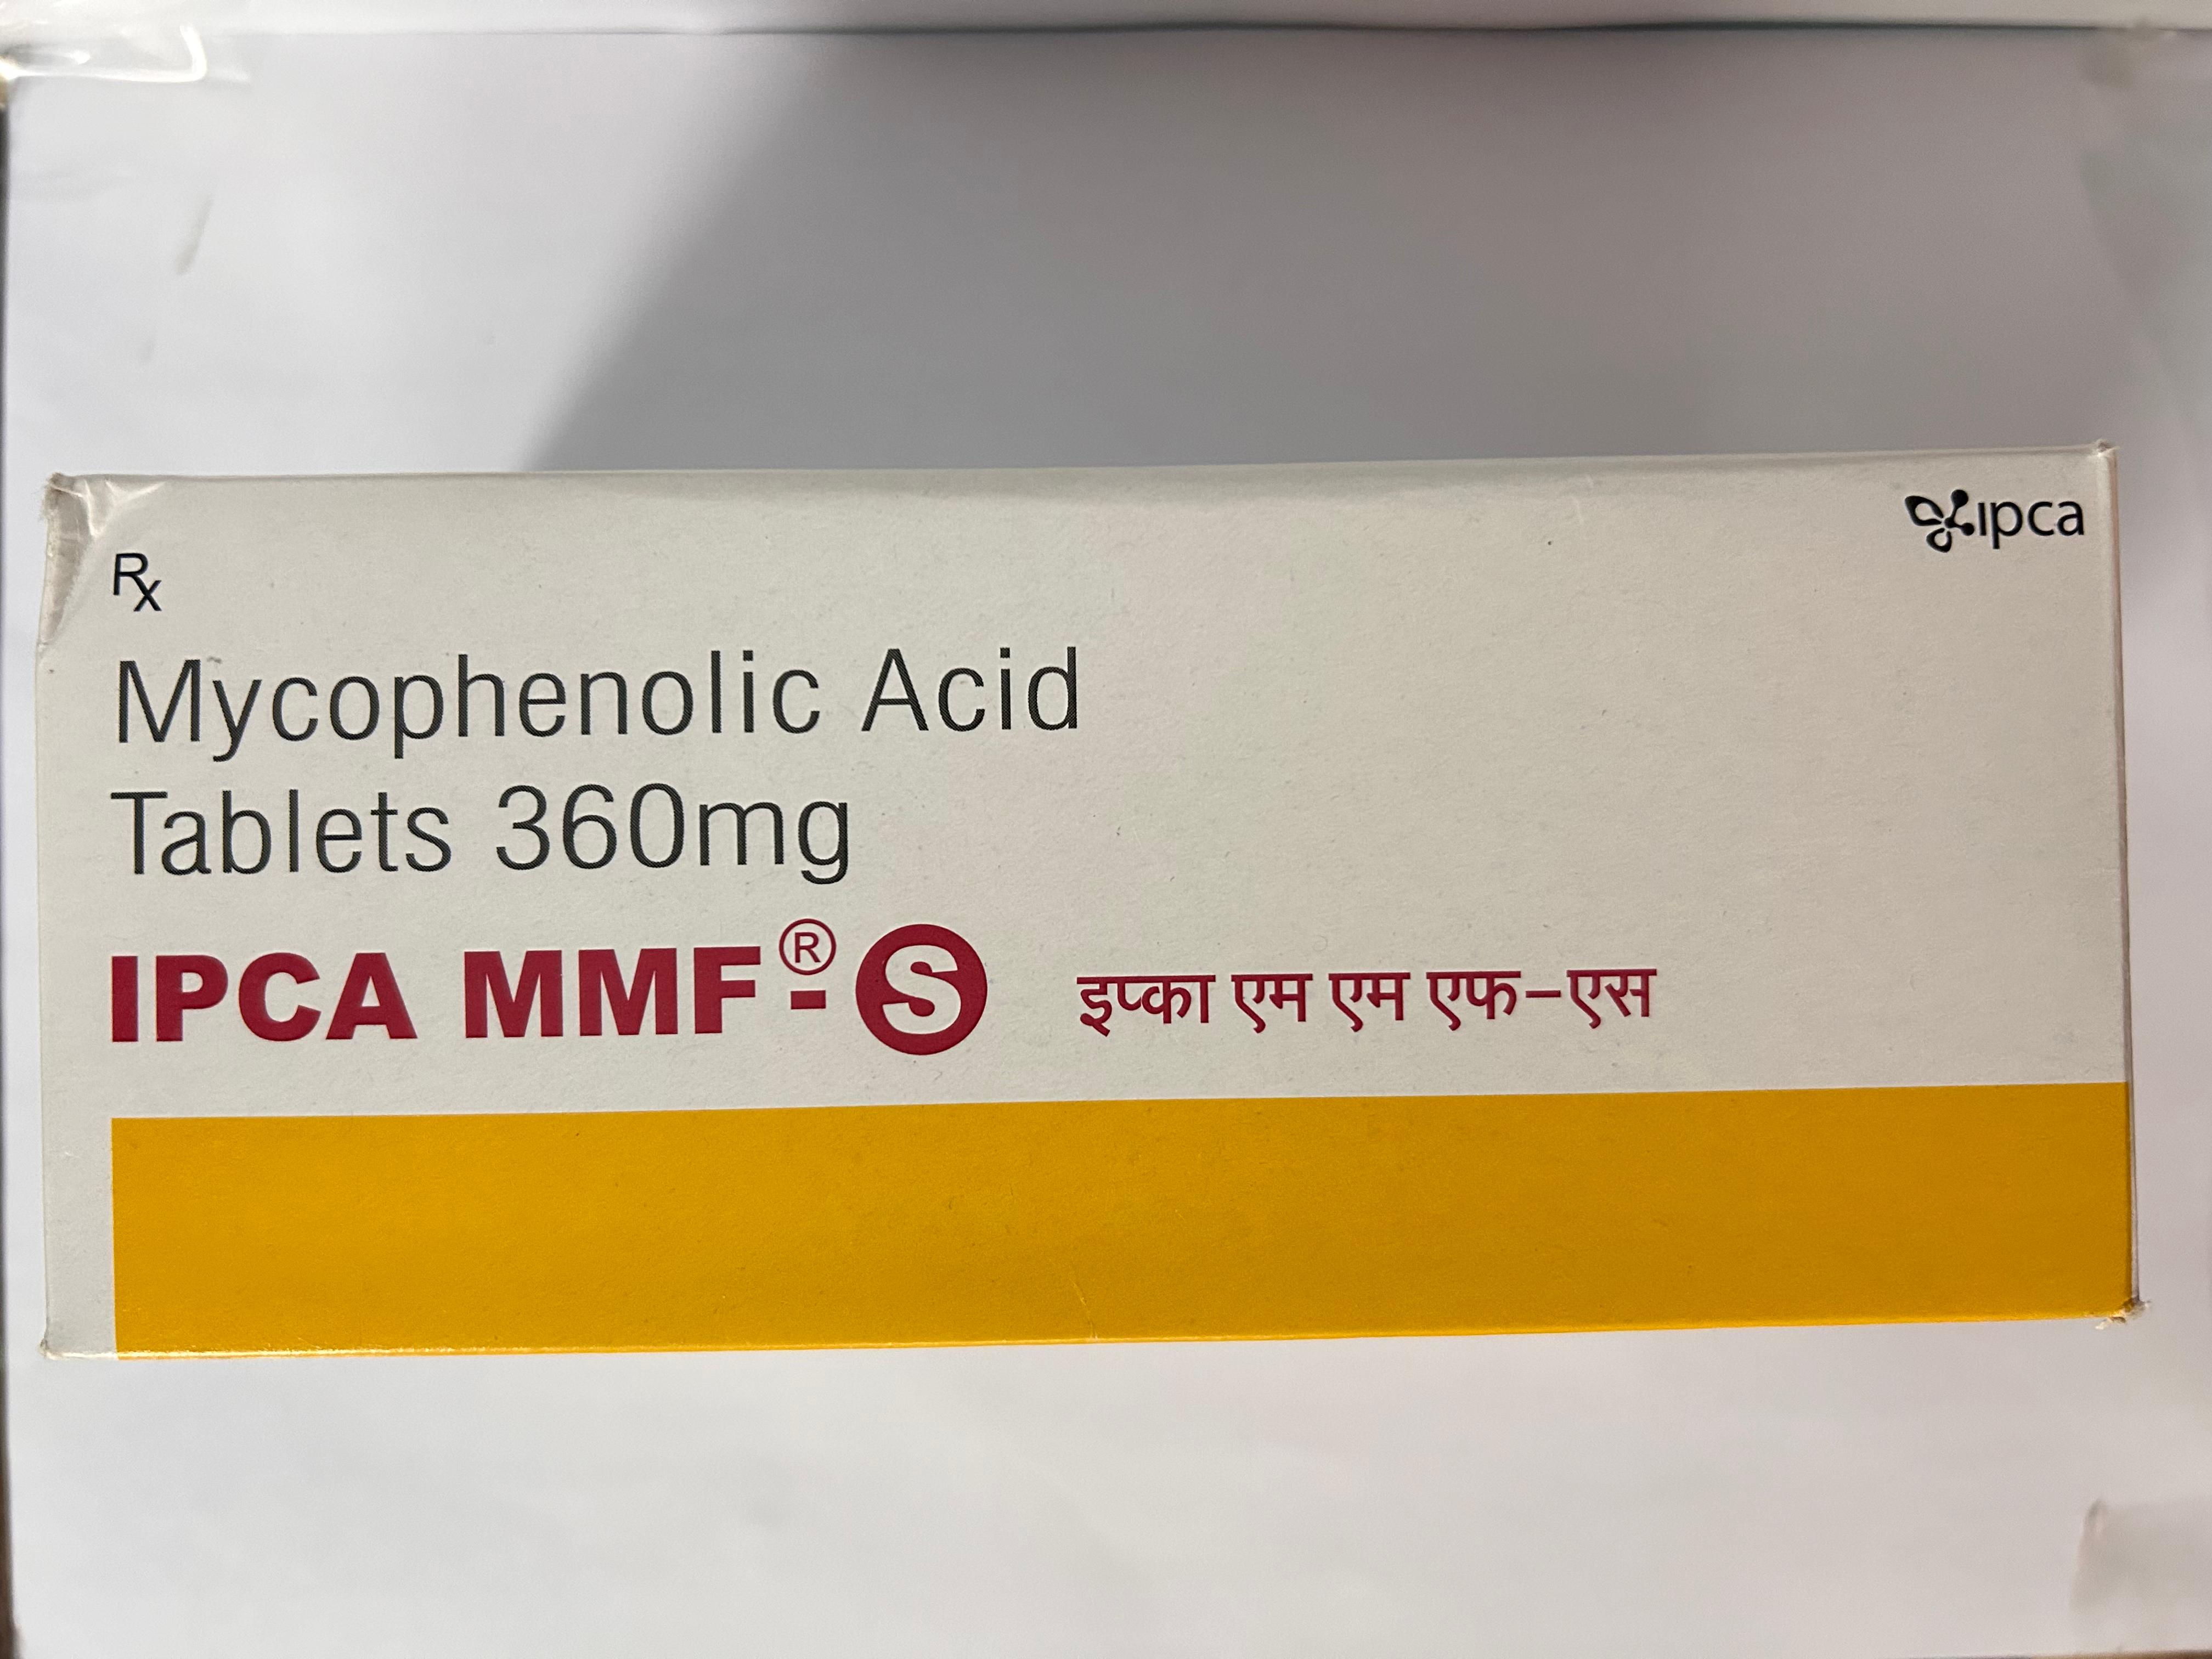 ipca
Rx
Mycophenolic Acid
Tablets 360mg
IPCA MMF®-S इप्का एम एम एफ-एस